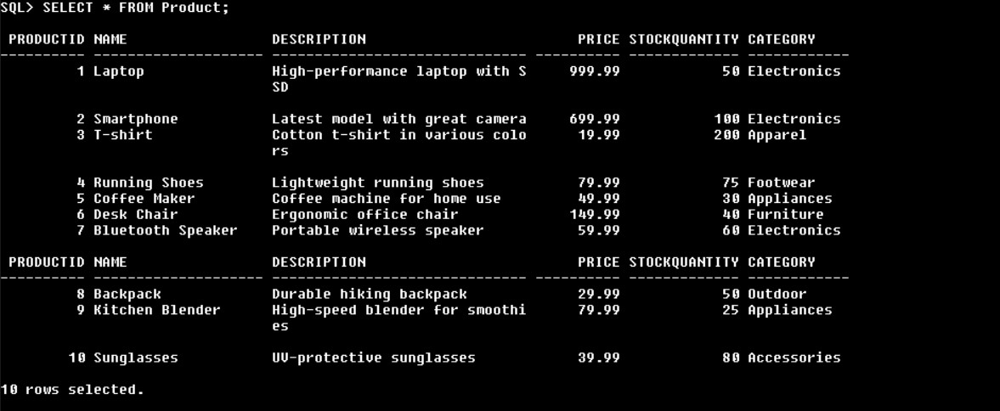 SQL> SELECT * FROM Product;
PRODUCTID NAME DESCRIPTION PRICE STOCKQUANTITY CATEGORY
---------- -------------------- ------------------------------ ---------- ------------- ------------
1 Laptop High-performance laptop with S 999.99 50 Electronics
SD
2 Smartphone Latest model with great camera 699.99 100 Electronics
3 T-shirt Cotton t-shirt in various colo 19.99 200 Apparel
rs
4 Running Shoes Lightweight running shoes 79.99 75 Footwear
5 Coffee Maker Coffee machine for home use 49.99 30 Appliances
6 Desk Chair Ergonomic office chair 149.99 40 Furniture
7 Bluetooth Speaker Portable wireless speaker 59.99 60 Electronics
PRODUCTID NAME DESCRIPTION PRICE STOCKQUANTITY CATEGORY
---------- -------------------- ------------------------------ ---------- ------------- ------------
8 Backpack Durable hiking backpack 29.99 50 Outdoor
9 Kitchen Blender High-speed blender for smoothi 79.99 25 Appliances
es
10 Sunglasses UV-protective sunglasses 39.99 80 Accessories
10 rows selected.